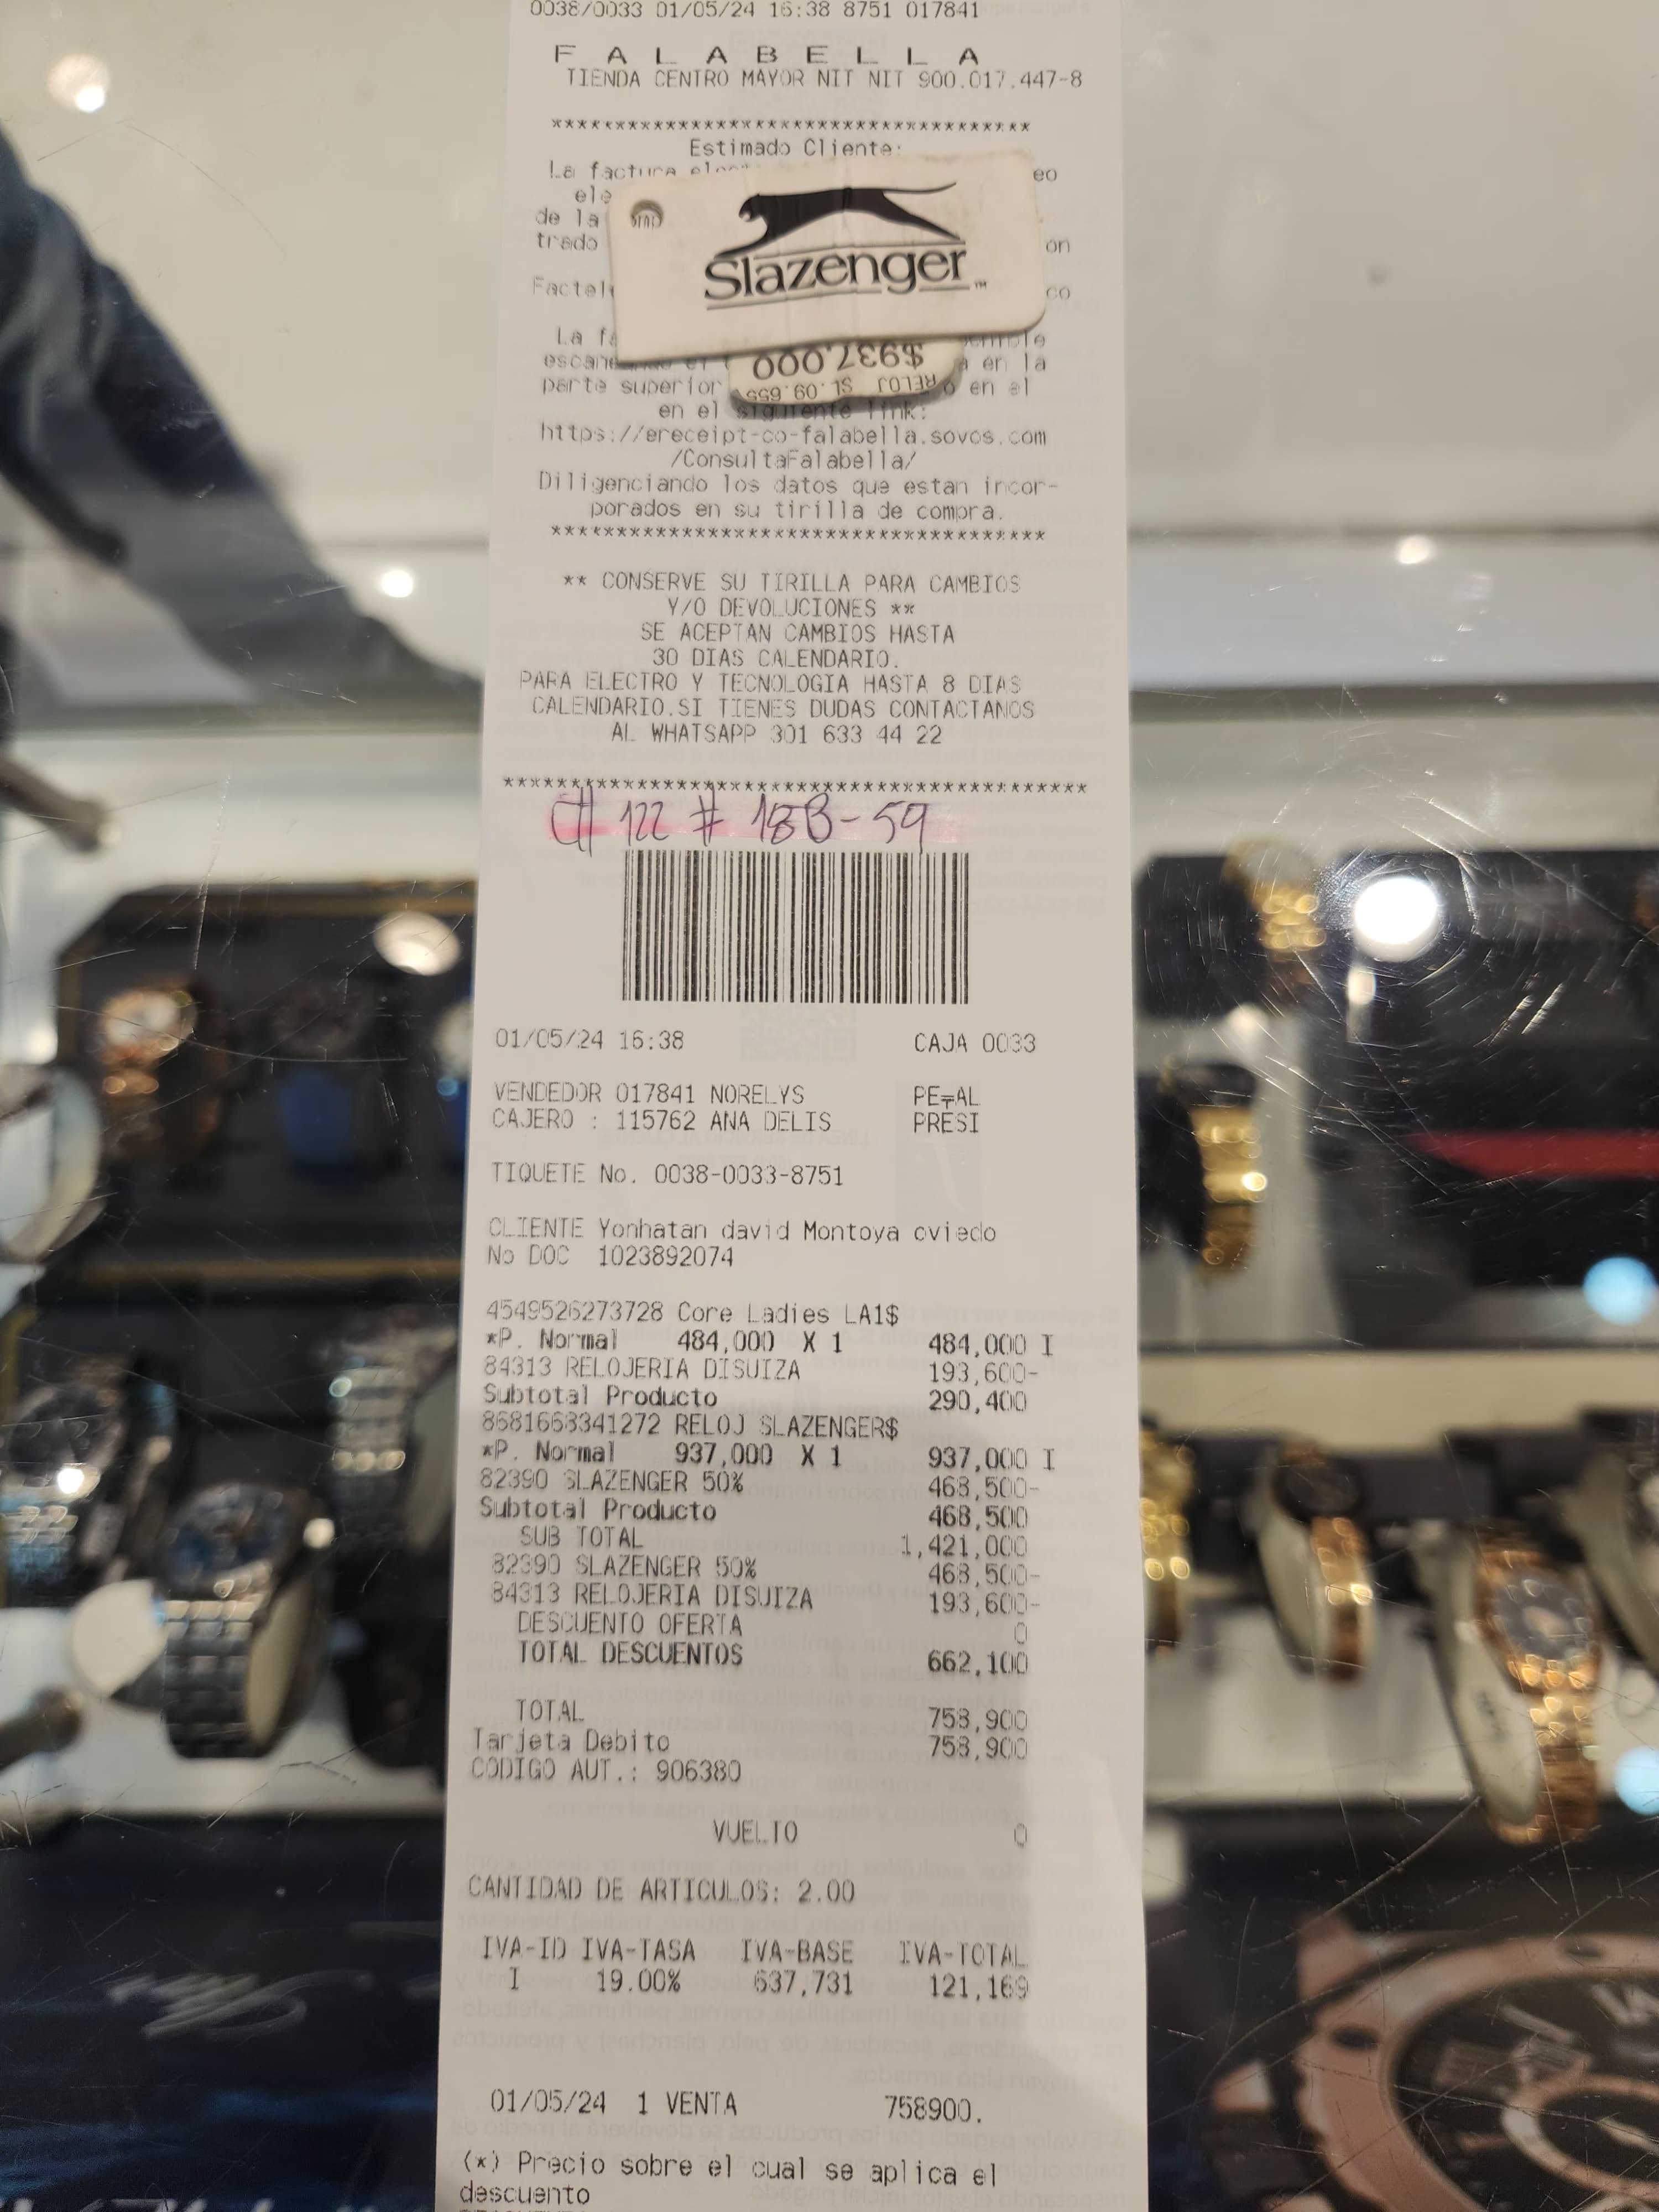 0038/0033 01/05/24 16:38 8751 017841
F A L A B E L L A
TIENDA CENTRO MAYOR NIT NIT 900.017.447-8
**************************************
Estimado Cliente:
La factura
de la
trado
Slazenger™
$937.000
RELOJ SL.09.655
escane en la
parte superior en el
en el siguiente link:
https://ereceipt-co-falabella.sovos.com
/ConsultaFalabella/
Diligenciando los datos que estan incor-
porados en su tirilla de compra.
**************************************
** CONSERVE SU TIRILLA PARA CAMBIOS
Y/O DEVOLUCIONES **
SE ACEPTAN CAMBIOS HASTA
30 DIAS CALENDARIO.
PARA ELECTRO Y TECNOLOGIA HASTA 8 DIAS
CALENDARIO.SI TIENES DUDAS CONTACTANOS
AL WHATSAPP 301 633 44 22
********************************************
C# 122 # 18B-59
01/05/24 16:38 CAJA 0033
VENDEDOR 017841 NORELYS PE╤AL
CAJERO : 115762 ANA DELIS PRESI
TIQUETE No. 0038-0033-8751
CLIENTE Yonhatan david Montoya oviedo
No DOC 1023892074
4549526273728 Core Ladies LA1$
*P. Normal 484,000 X 1 484,000 I
84313 RELOJERIA DISUIZA 193,600-
Subtotal Producto 290,400
8681663341272 RELOJ SLAZENGER$
*P. Normal 937,000 X 1 937,000 I
82390 SLAZENGER 50% 468,500-
Subtotal Producto 468,500
SUB TOTAL 1,421,000
82390 SLAZENGER 50% 468,500-
84313 RELOJERIA DISUIZA 193,600-
DESCUENTO OFERTA 0
TOTAL DESCUENTOS 662,100
TOTAL 758,900
Tarjeta Debito 758,900
CODIGO AUT.: 906380
VUELTO 0
CANTIDAD DE ARTICULOS: 2.00
IVA-ID IVA-TASA IVA-BASE IVA-TOTAL
I 19.00% 637,731 121,169
01/05/24 1 VENTA 758900.
(*) Precio sobre el cual se aplica el
descuento